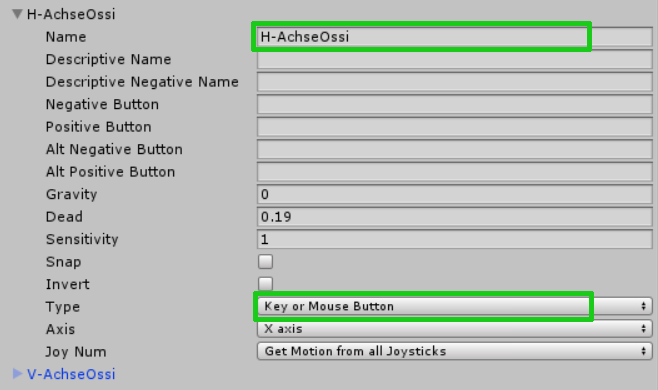 H-AchseOssi
Name H-AchseOssi
Descriptive Name
Descriptive Negative Name
Negative Button
Positive Button
Alt Negative Button
Alt Positive Button
Gravity 0
Dead 0.19
Sensitivity 1
Snap
Invert
Type Key or Mouse Button
Axis X axis
Joy Num Get Motion from all Joysticks
V-AchseOssi